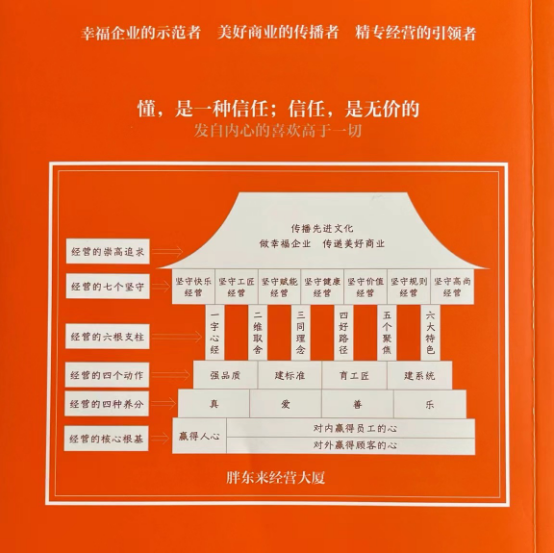 幸福企业的示范者 美好商业的传播者 精专经营的引领者
懂，是一种信任；信任，是无价的
发自内心的喜欢高于一切
传播先进文化
做幸福企业 传递美好商业
经营的崇高追求
经营的七个坚守
坚守快乐经营
坚守工匠经营
坚守赋能经营
坚守健康经营
坚守价值经营
坚守规则经营
坚守高尚经营
经营的六根支柱
一字心经
二维取舍
三同理念
四好路径
五个聚焦
六大特色
经营的四个动作
强品质
建标准
育工匠
建系统
经营的四种养分
真
爱
善
乐
经营的核心根基
赢得人心
对内赢得员工的心
对外赢得顾客的心
胖东来经营大厦